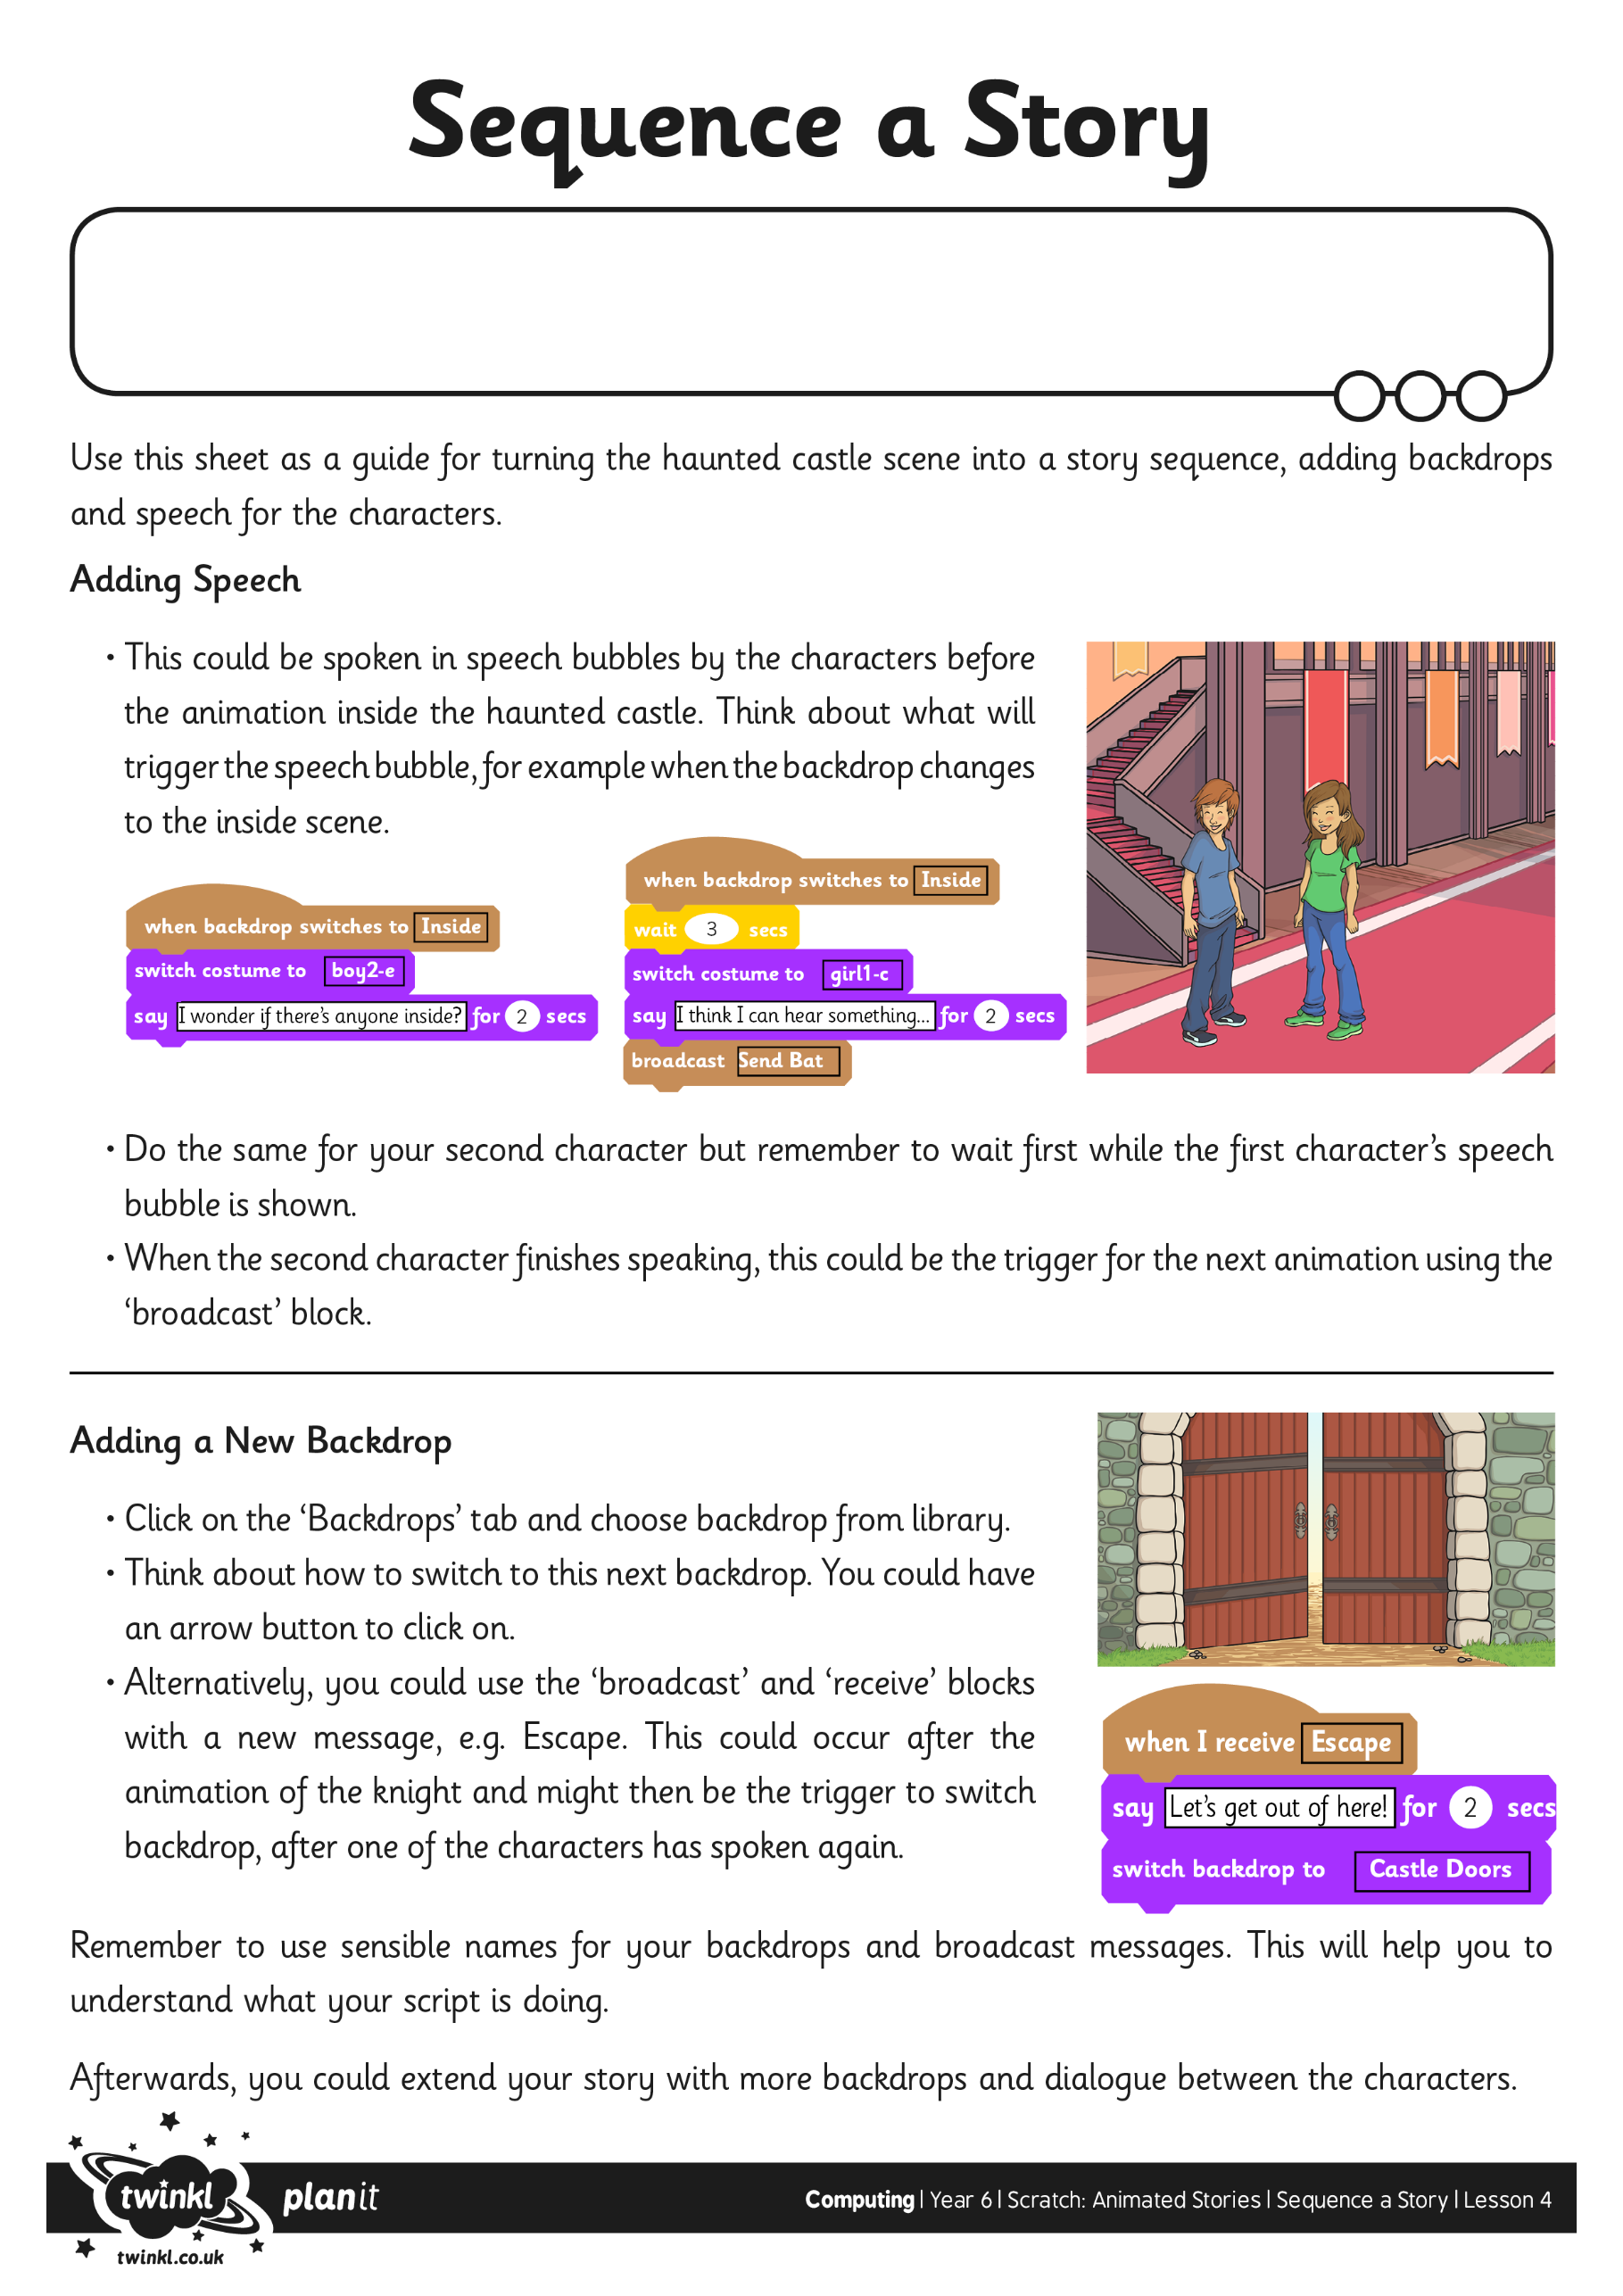 Sequence a Story
Use this sheet as a guide for turning the haunted castle scene into a story sequence, adding backdrops
and speech for the characters.
Adding Speech
• This could be spoken in speech bubbles by the characters before
the animation inside the haunted castle. Think about what will
trigger the speech bubble, for example when the backdrop changes
to the inside scene.
when backdrop switches to Inside
switch costume to boy2-e
say I wonder if there's anyone inside? for 2 secs
when backdrop switches to Inside
wait 3 secs
switch costume to girl1-c
say I think I can hear something... for 2 secs
broadcast Send Bat
• Do the same for your second character but remember to wait first while the first character's speech
bubble is shown.
• When the second character finishes speaking, this could be the trigger for the next animation using the
‘broadcast’ block.
Adding a New Backdrop
• Click on the ‘Backdrops’ tab and choose backdrop from library.
• Think about how to switch to this next backdrop. You could have
an arrow button to click on.
• Alternatively, you could use the ‘broadcast’ and ‘receive’ blocks
with a new message, e.g. Escape. This could occur after the
animation of the knight and might then be the trigger to switch
backdrop, after one of the characters has spoken again.
when I receive Escape
say Let's get out of here! for 2 secs
switch backdrop to Castle Doors
Remember to use sensible names for your backdrops and broadcast messages. This will help you to
understand what your script is doing.
Afterwards, you could extend your story with more backdrops and dialogue between the characters.
twinkl planit
twinkl.co.uk
Computing | Year 6 | Scratch: Animated Stories | Sequence a Story | Lesson 4